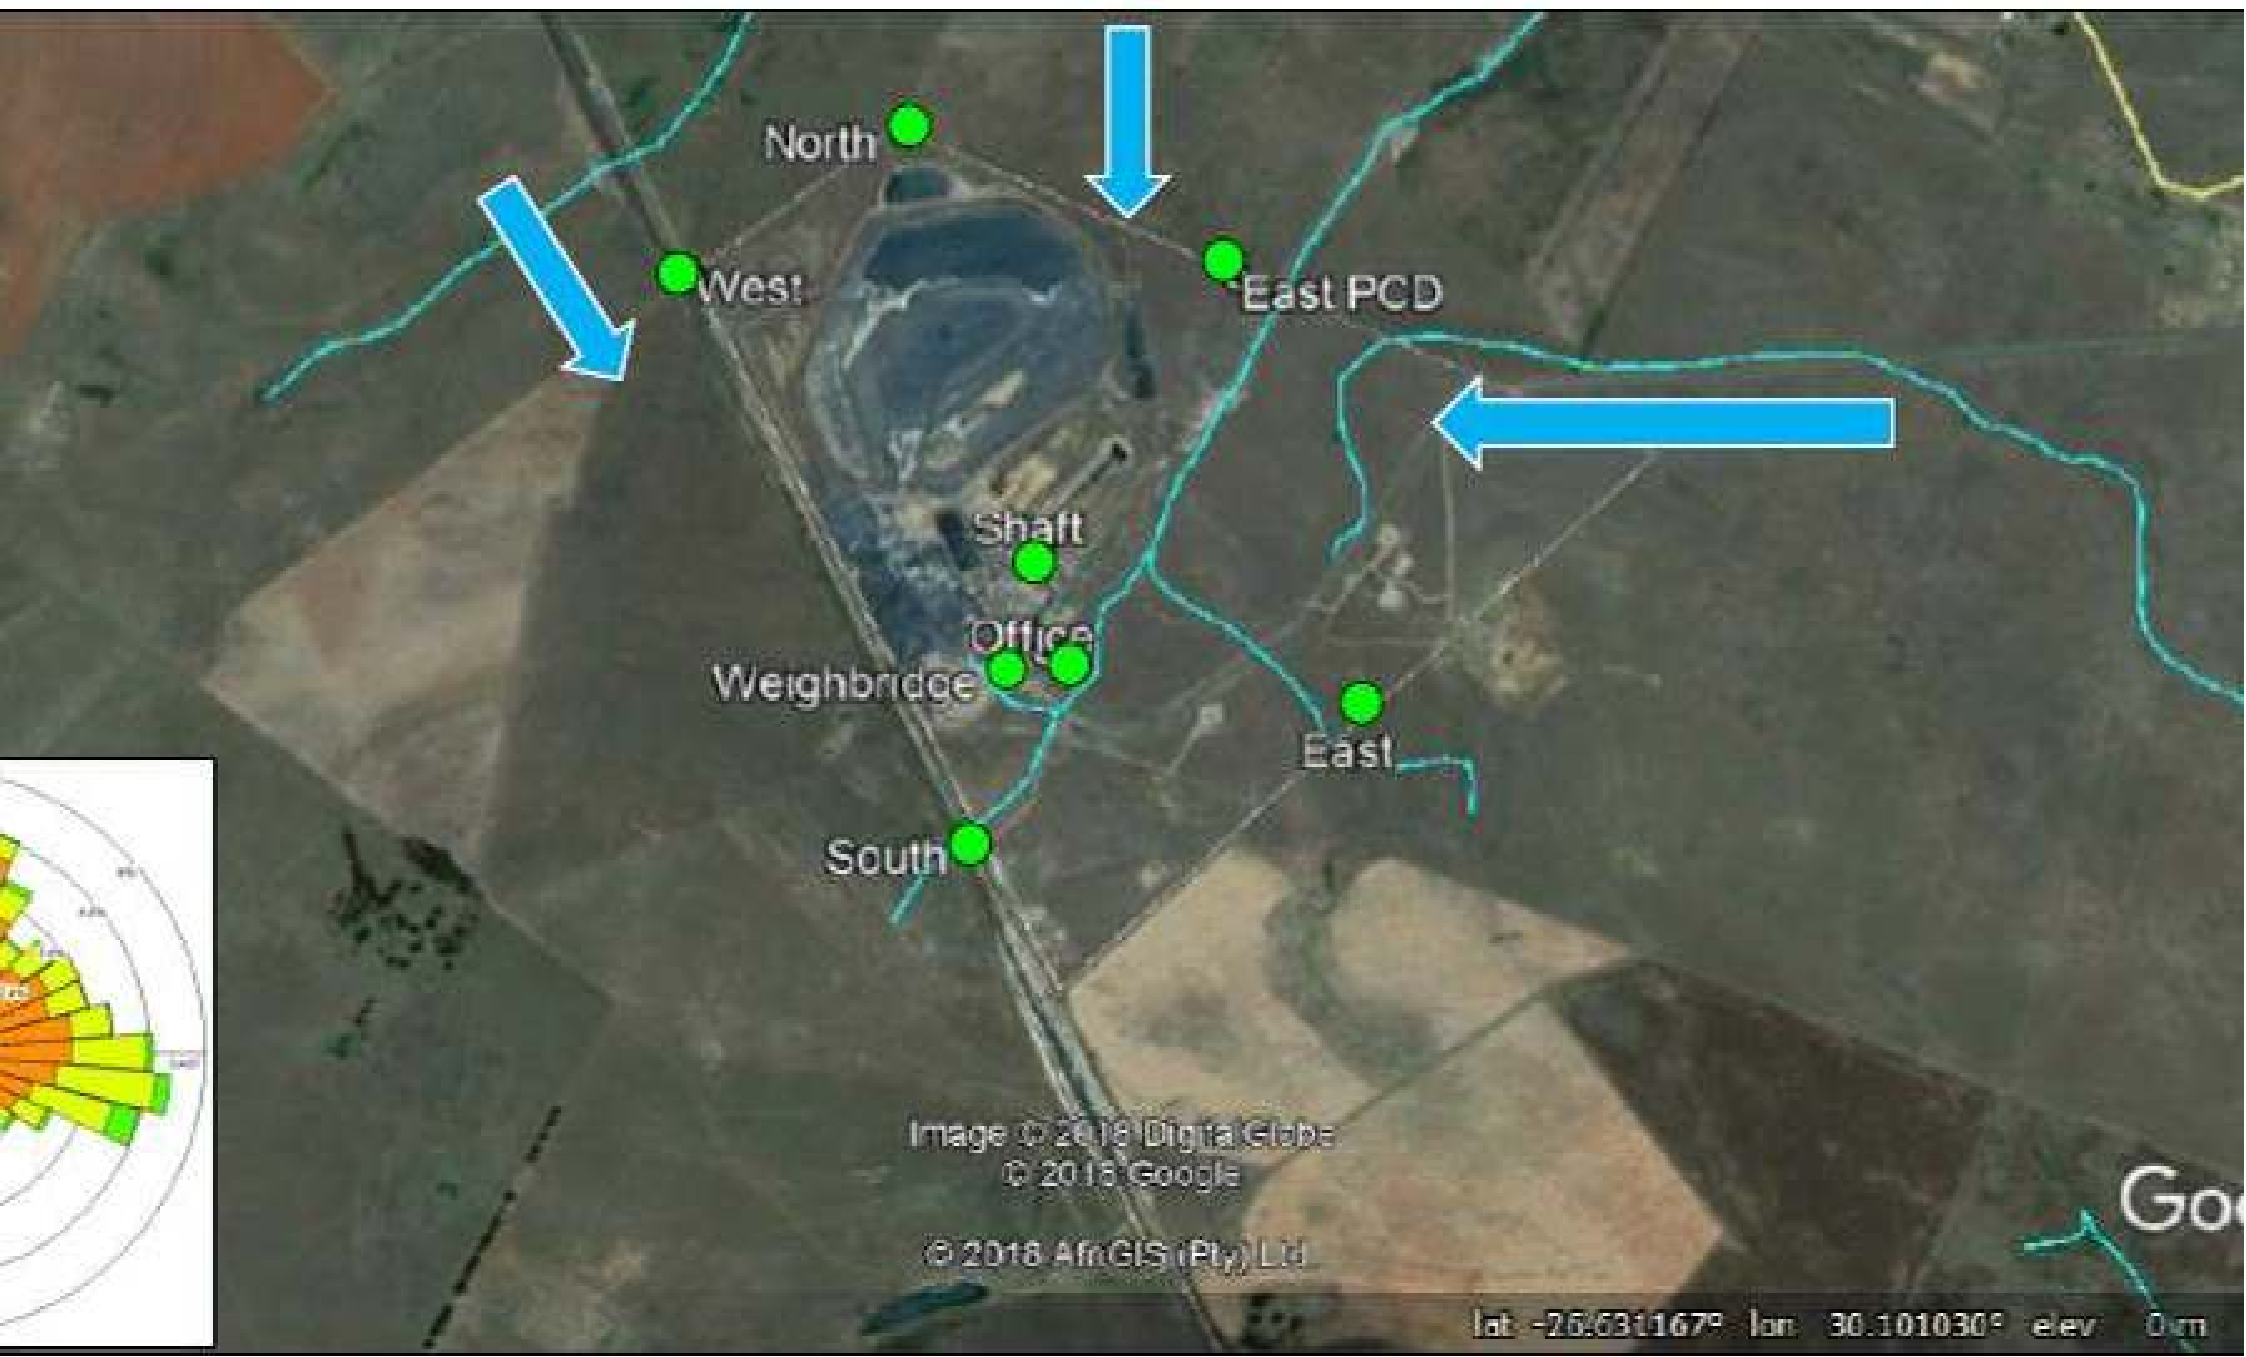 North
West
East PCD
Shaft
Office
Weighbridge
East
South
Image © 2018 DigitalGlobe
© 2018 Google
© 2018 AfriGIS (Pty) Ltd.
Goo
lat -26.631167° lon 30.101030° elev 0 m